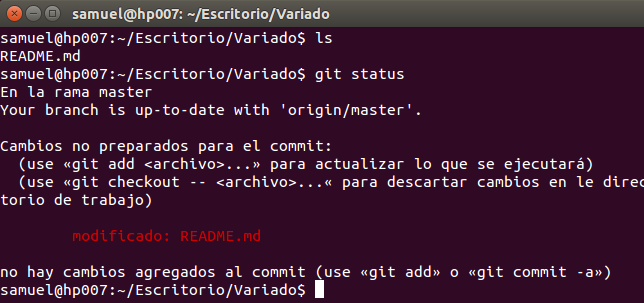 samuel@hp007: ~/Escritorio/Variado
samuel@hp007:~/Escritorio/Variado$ ls
README.md
samuel@hp007:~/Escritorio/Variado$ git status
En la rama master
Your branch is up-to-date with 'origin/master'.
Cambios no preparados para el commit:
(use «git add <archivo>...» para actualizar lo que se ejecutará)
(use «git checkout -- <archivo>...« para descartar cambios en le direc
torio de trabajo)
modificado: README.md
no hay cambios agregados al commit (use «git add» o «git commit -a»)
samuel@hp007:~/Escritorio/Variado$